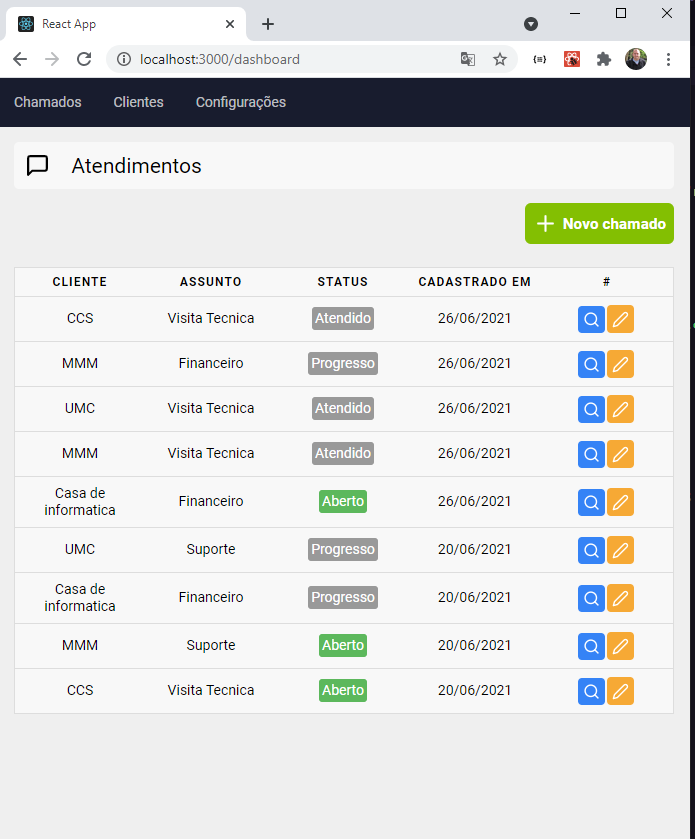 React App
localhost:3000/dashboard
Chamados Clientes Configurações
Atendimentos
Novo chamado
CLIENTE ASSUNTO STATUS CADASTRADO EM #
CCS Visita Tecnica Atendido 26/06/2021
MMM Financeiro Progresso 26/06/2021
UMC Visita Tecnica Atendido 26/06/2021
MMM Visita Tecnica Atendido 26/06/2021
Casa de
informatica Financeiro Aberto 26/06/2021
UMC Suporte Progresso 20/06/2021
Casa de
informatica Financeiro Progresso 20/06/2021
MMM Suporte Aberto 20/06/2021
CCS Visita Tecnica Aberto 20/06/2021